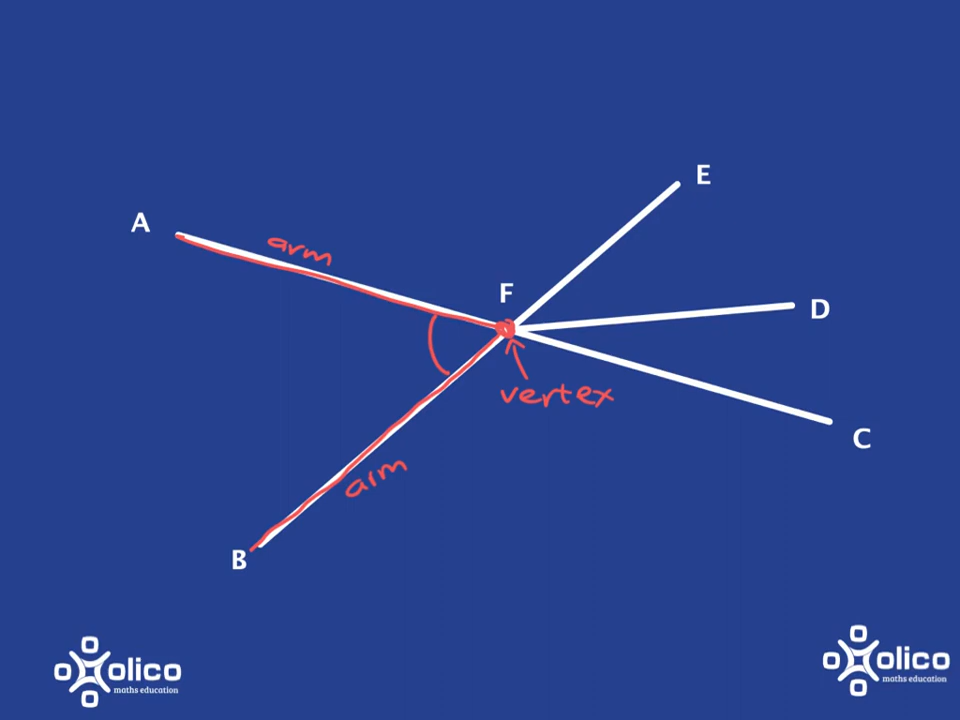 E
A
arm
F
D
vertex
C
arm
B
olico
maths education
olico
maths education